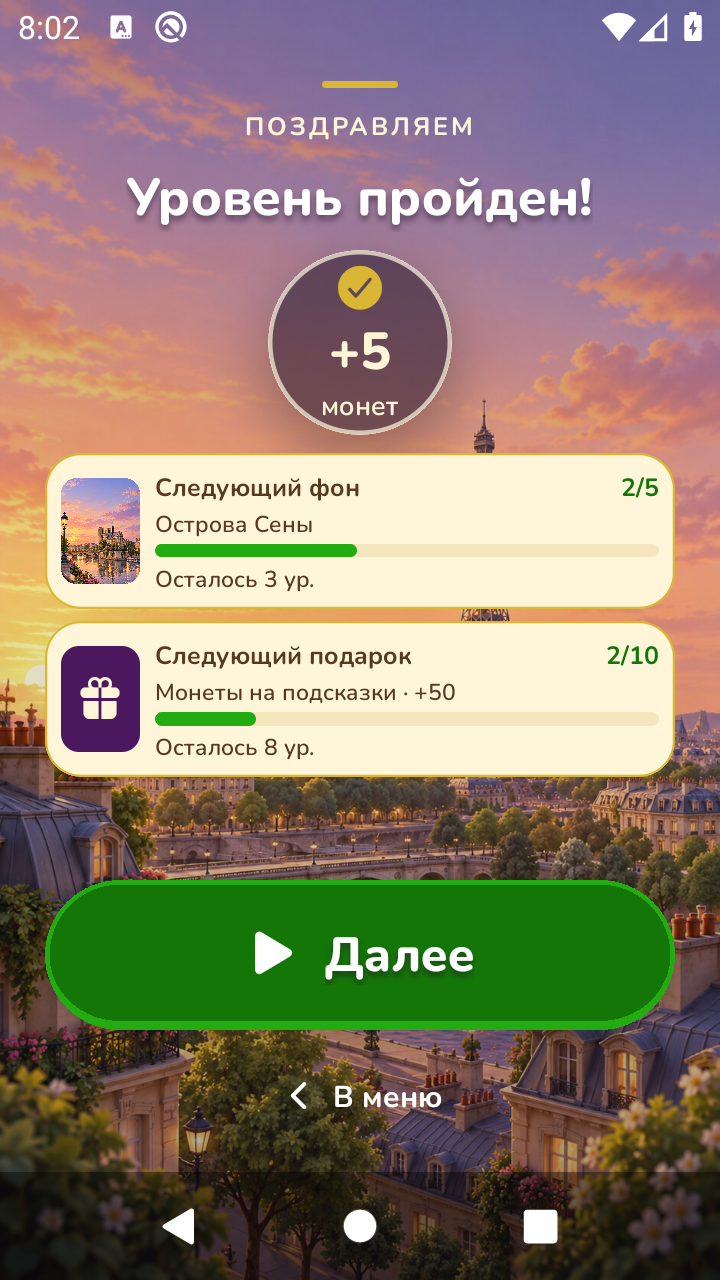 8:02
ПОЗДРАВЛЯЕМ
Уровень пройден!
+5
монет
Следующий фон 2/5
Острова Сены
Осталось 3 ур.
Следующий подарок 2/10
Монеты на подсказки · +50
Осталось 8 ур.
Далее
В меню